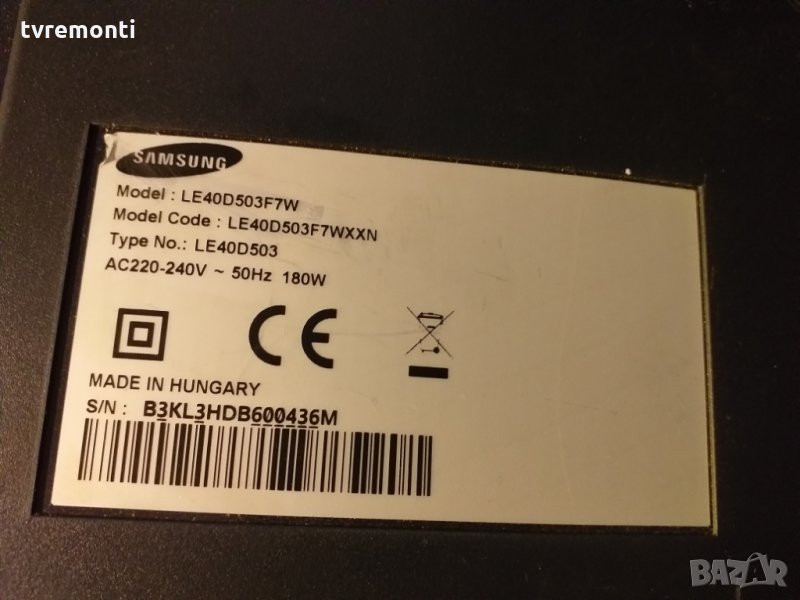 tvremonti
SAMSUNG
Model : LE40D503F7W
Model Code : LE40D503F7WXXN
Type No.: LE40D503
AC220-240V ~ 50Hz 180W
CE
MADE IN HUNGARY
S/N : B3KL3HDB600436M
BAZAR